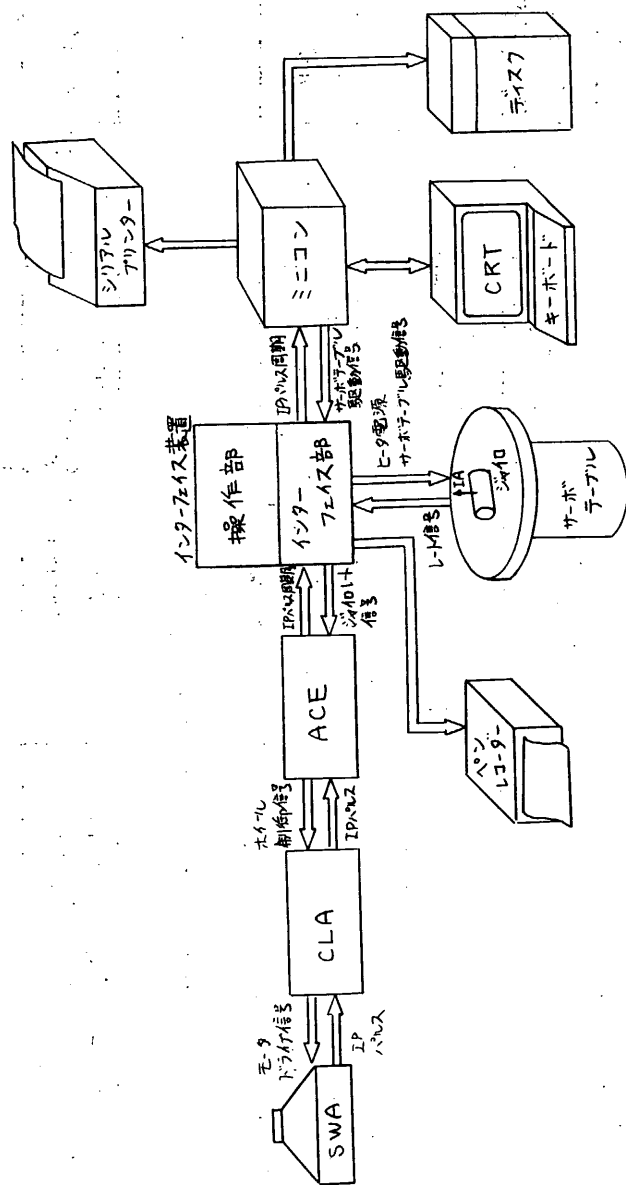 シリアル
プリンター
ミニコン
ディスク
CRT
キーボード
IPパルス周期
サーボテーブル
駆動信号
インターフェイス装置
操作部
インター
フェイス部
ヒータ電源
サーボテーブル駆動信号
レート信号
IA
ジャイロ
サーボ
テーブル
IPパルス周期
ジャイロレート
信号
ACE
ペン
レコーダー
ホイール
制御信号
IPパルス
CLA
モータ
ドライブ信号
IP
パルス
SWA